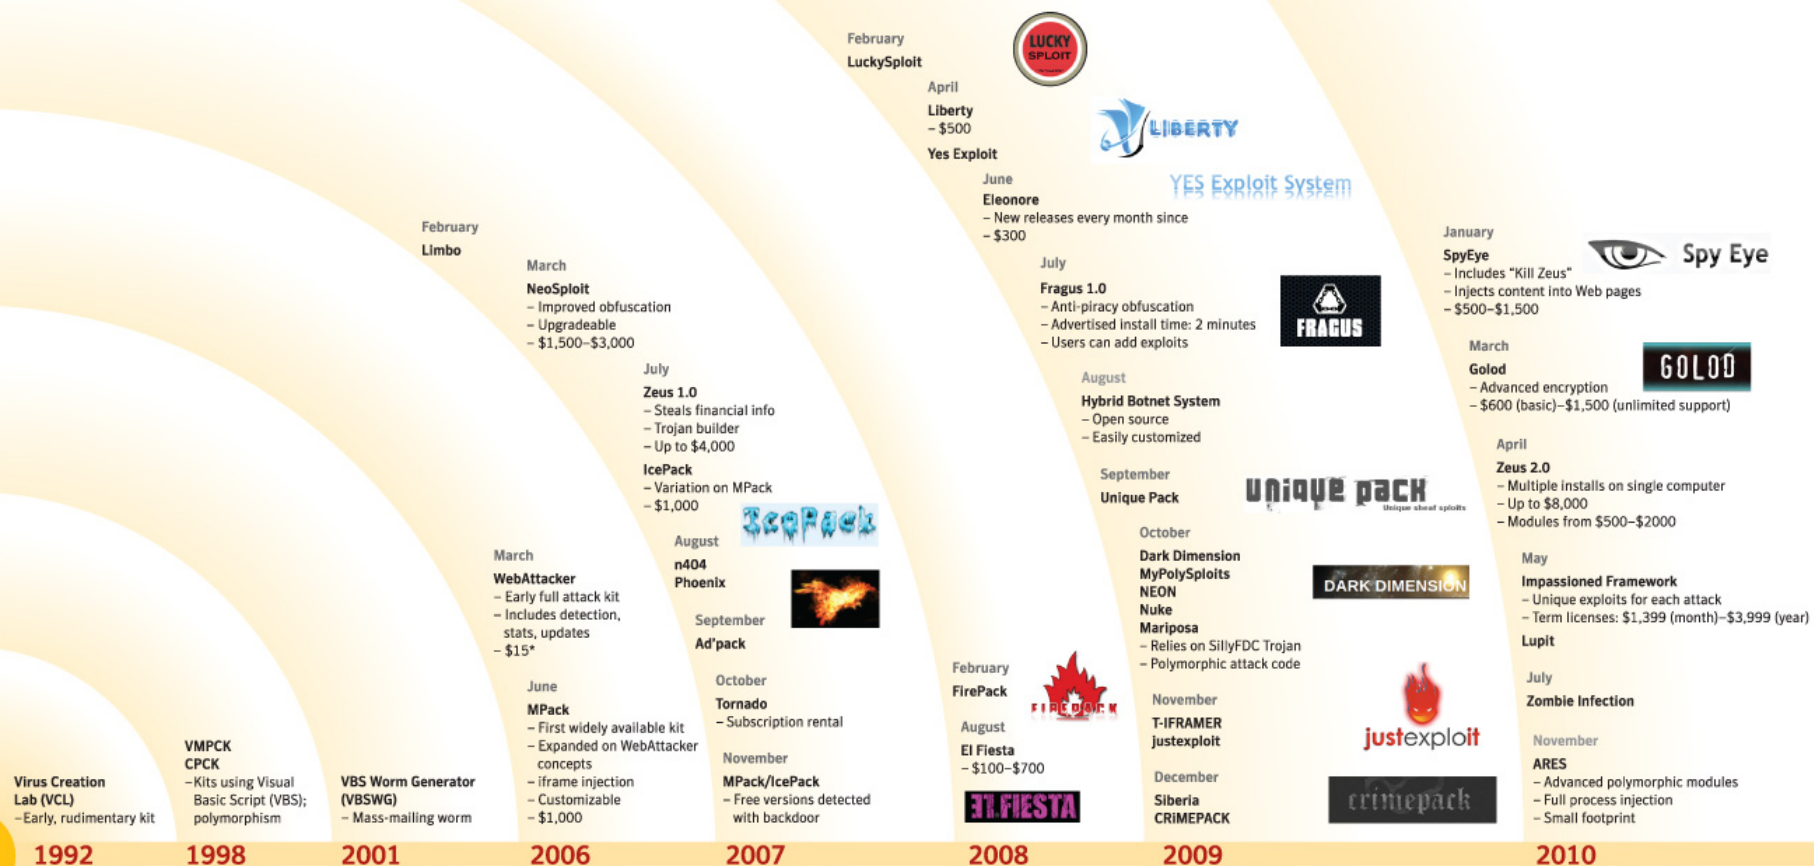 Virus Creation
Lab (VCL)
–Early, rudimentary kit
1992
VMPCK
CPCK
–Kits using Visual
Basic Script (VBS);
polymorphism
1998
VBS Worm Generator
(VBSWG)
– Mass-mailing worm
2001
March
WebAttacker
– Early full attack kit
– Includes detection,
stats, updates
– $15*
June
MPack
– First widely available kit
– Expanded on WebAttacker
concepts
– iframe injection
– Customizable
– $1,000
2006
February
Limbo
March
NeoSploit
– Improved obfuscation
– Upgradeable
– $1,500–$3,000
July
Zeus 1.0
– Steals financial info
– Trojan builder
– Up to $4,000
IcePack
– Variation on MPack
– $1,000
IcePack
August
n404
Phoenix
September
Ad'pack
October
Tornado
– Subscription rental
November
MPack/IcePack
– Free versions detected
with backdoor
2007
February
FirePack
FIREPACK
August
El Fiesta
– $100–$700
El FIESTA
2008
February
LuckySploit
LUCKY
SPLOIT
April
Liberty
– $500
LIBERTY
Yes Exploit
YES Exploit System
June
Eleonore
– New releases every month since
– $300
July
Fragus 1.0
– Anti-piracy obfuscation
– Advertised install time: 2 minutes
– Users can add exploits
FRAGUS
August
Hybrid Botnet System
– Open source
– Easily customized
September
Unique Pack
unique pack
Unique sheaf sploits
October
Dark Dimension
MyPolySploits
NEON
Nuke
Mariposa
– Relies on SillyFDC Trojan
– Polymorphic attack code
DARK DIMENSION
November
T-IFRAMER
justexploit
justexploit
December
Siberia
CRiMEPACK
crimepack
2009
January
SpyEye
– Includes “Kill Zeus”
– Injects content into Web pages
– $500–$1,500
Spy Eye
March
Golod
– Advanced encryption
– $600 (basic)–$1,500 (unlimited support)
GOLOD
April
Zeus 2.0
– Multiple installs on single computer
– Up to $8,000
– Modules from $500–$2000
May
Impassioned Framework
– Unique exploits for each attack
– Term licenses: $1,399 (month)–$3,999 (year)
Lupit
July
Zombie Infection
November
ARES
– Advanced polymorphic modules
– Full process injection
– Small footprint
2010